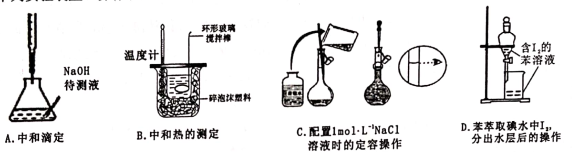 NaOH
待测液
A.中和滴定
环形玻璃
搅拌棒
温度计
碎泡沫塑料
B.中和热的测定
C.配置1mol·L⁻¹NaCl
溶液时的定容操作
含I₂的
苯溶液
D.苯萃取碘水中I₂,
分出水层后的操作